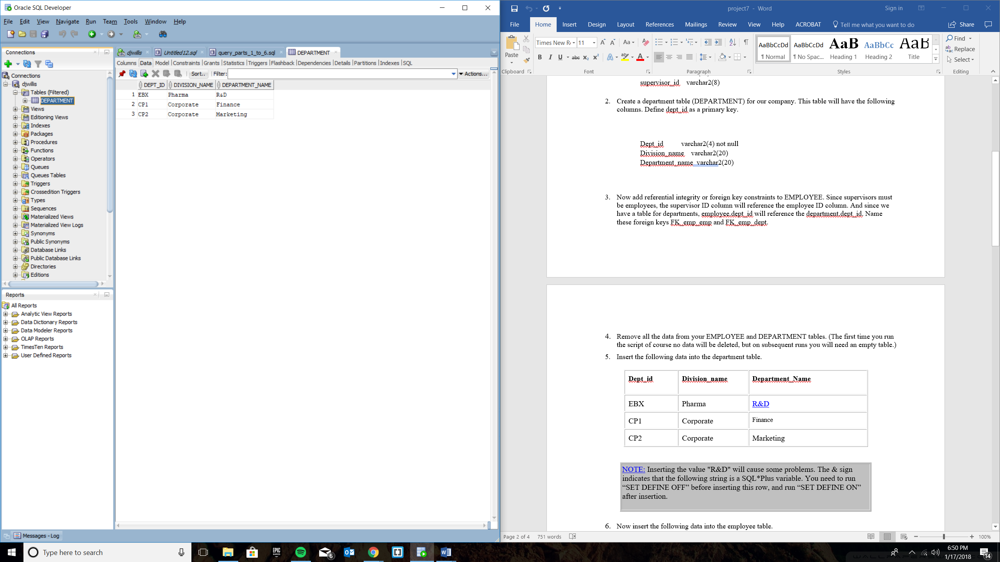 Oracle SQL Developer
File Edit View Navigate Run Team Tools Window Help
Connections
Connections
djwillis
Tables (Filtered)
DEPARTMENT
Views
Editioning Views
Indexes
Packages
Procedures
Functions
Operators
Queues
Queues Tables
Triggers
Crossedition Triggers
Types
Sequences
Materialized Views
Materialized View Logs
Synonyms
Public Synonyms
Database Links
Public Database Links
Directories
Editions
Reports
All Reports
Analytic View Reports
Data Dictionary Reports
Data Modeler Reports
OLAP Reports
TimesTen Reports
User Defined Reports
djwillis Untitled12.sql query_parts_1_to_6.sql DEPARTMENT
Columns Data Model Constraints Grants Statistics Triggers Flashback Dependencies Details Partitions Indexes SQL
Sort.. Filter: Actions...
DEPT_ID DIVISION_NAME DEPARTMENT_NAME
1 EBX Pharma R&D
2 CP1 Corporate Finance
3 CP2 Corporate Marketing
Messages - Log
project7 - Word
Sign in
File Home Insert Design Layout References Mailings Review View Help ACROBAT Tell me what you want to do Share
Paste
Times New R 11
AaBbCcDd AaBbCcDd AaB AaBbCc AaB
¶ Normal ¶ No Spac... Heading 1 Heading 2 Title
Find
Replace
Select
Clipboard Font Paragraph Styles Editing
supervisor_id varchar2(8)
2. Create a department table (DEPARTMENT) for our company. This table will have the following
columns. Define dept_id as a primary key.
Dept_id varchar2(4) not null
Division_name varchar2(20)
Department_name varchar2(20)
3. Now add referential integrity or foreign key constraints to EMPLOYEE. Since supervisors must
be employees, the supervisor ID column will reference the employee ID column. And since we
have a table for departments, employee.dept_id will reference the department.dept_id. Name
these foreign keys FK_emp_emp and FK_emp_dept.
4. Remove all the data from your EMPLOYEE and DEPARTMENT tables. (The first time you run
the script of course no data will be deleted, but on subsequent runs you will need an empty table.)
5. Insert the following data into the department table.
Dept_id Division_name Department_Name
EBX Pharma R&D
CP1 Corporate Finance
CP2 Corporate Marketing
NOTE: Inserting the value "R&D" will cause some problems. The & sign
indicates that the following string is a SQL*Plus variable. You need to run
“SET DEFINE OFF” before inserting this row, and run “SET DEFINE ON”
after insertion.
6. Now insert the following data into the employee table.
Page 2 of 4 751 words 100%
Type here to search
EPIC GAMES
6
6:50 PM
1/17/2018
14